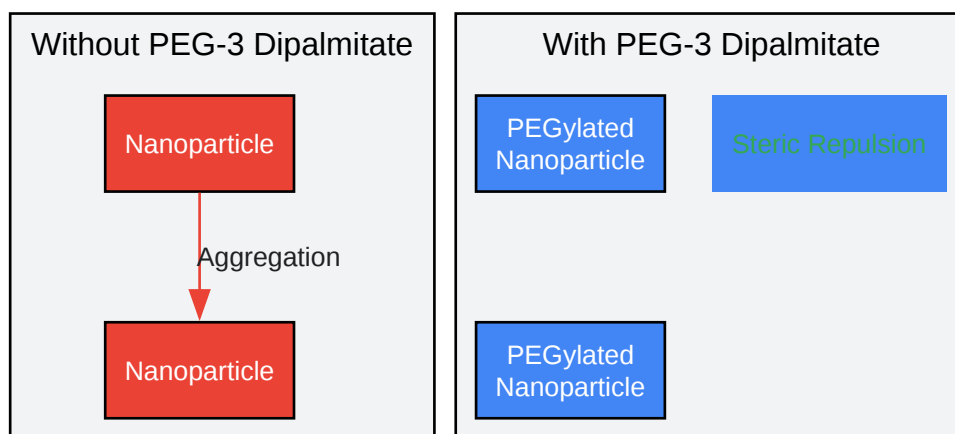 Without PEG-3 Dipalmitate
Nanoparticle
Aggregation
Nanoparticle
With PEG-3 Dipalmitate
PEGylated
Nanoparticle
Steric Repulsion
PEGylated
Nanoparticle